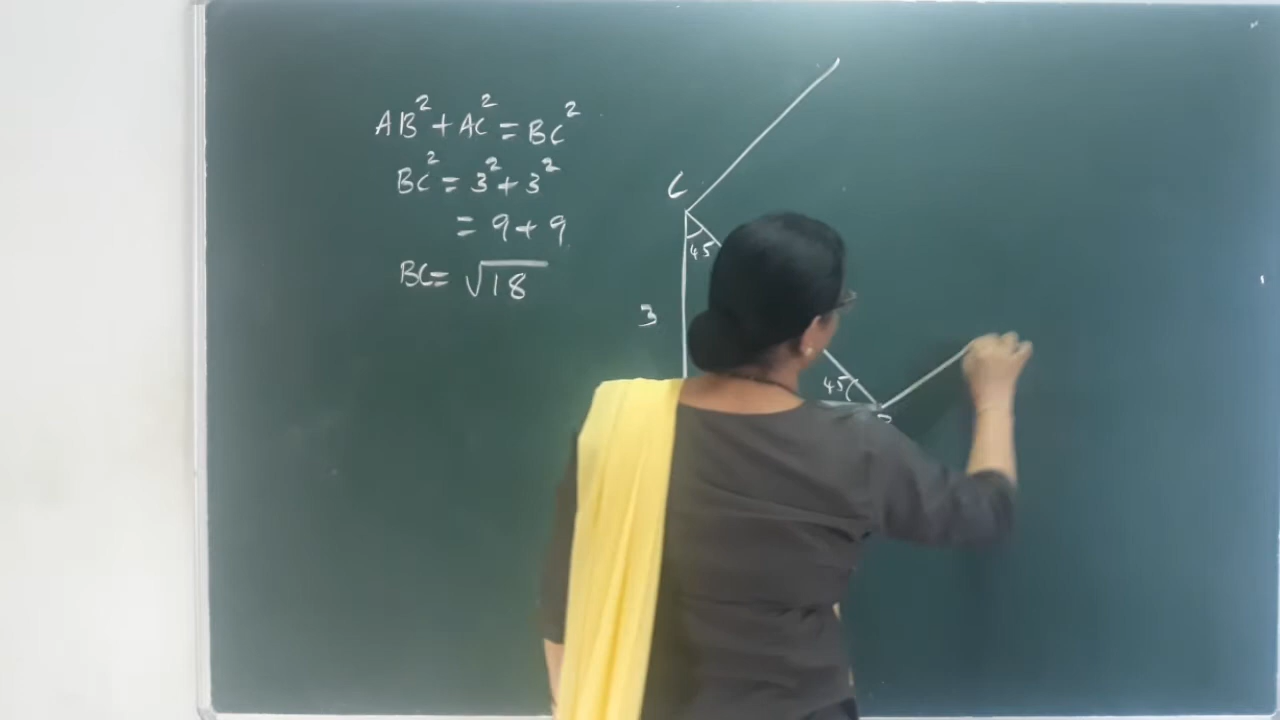 AB² + AC² = BC²
BC² = 3² + 3²
= 9 + 9
BC = √18
C
45
3
45